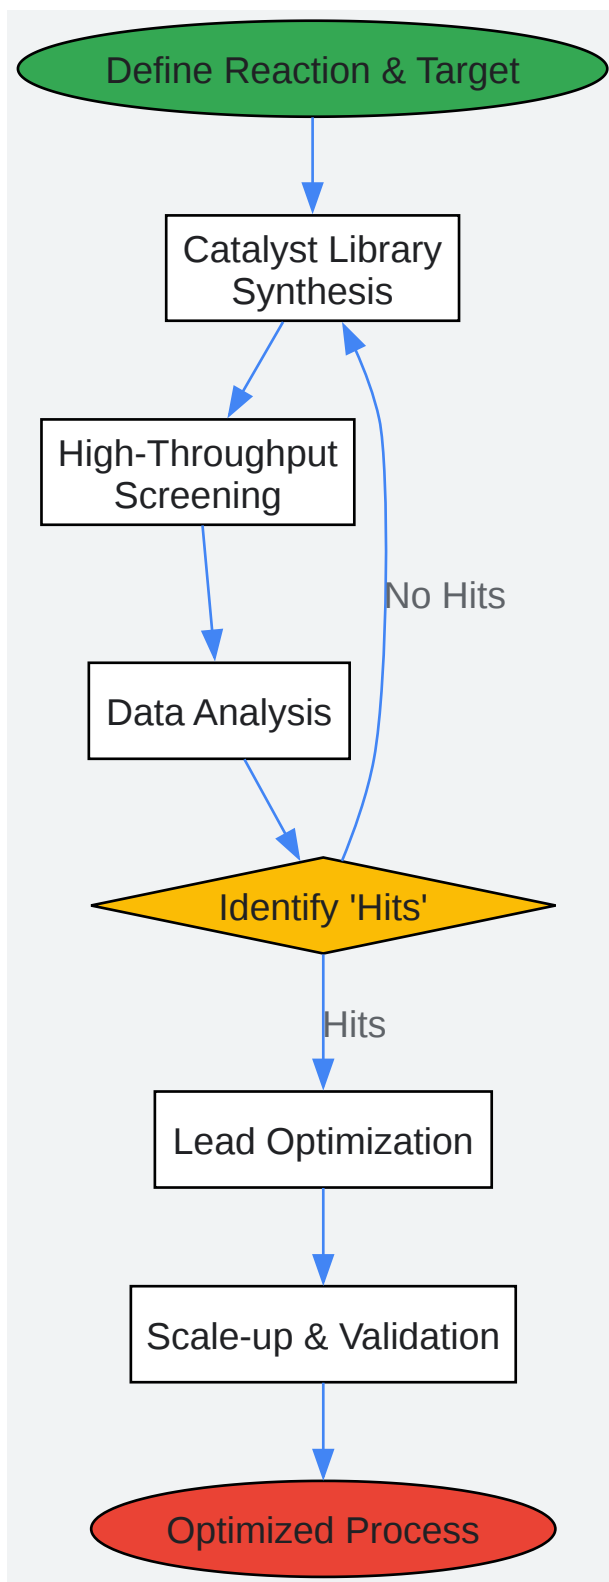 Define Reaction & Target
Catalyst Library
Synthesis
High-Throughput
Screening
No Hits
Data Analysis
Identify 'Hits'
Hits
Lead Optimization
Scale-up & Validation
Optimized Process